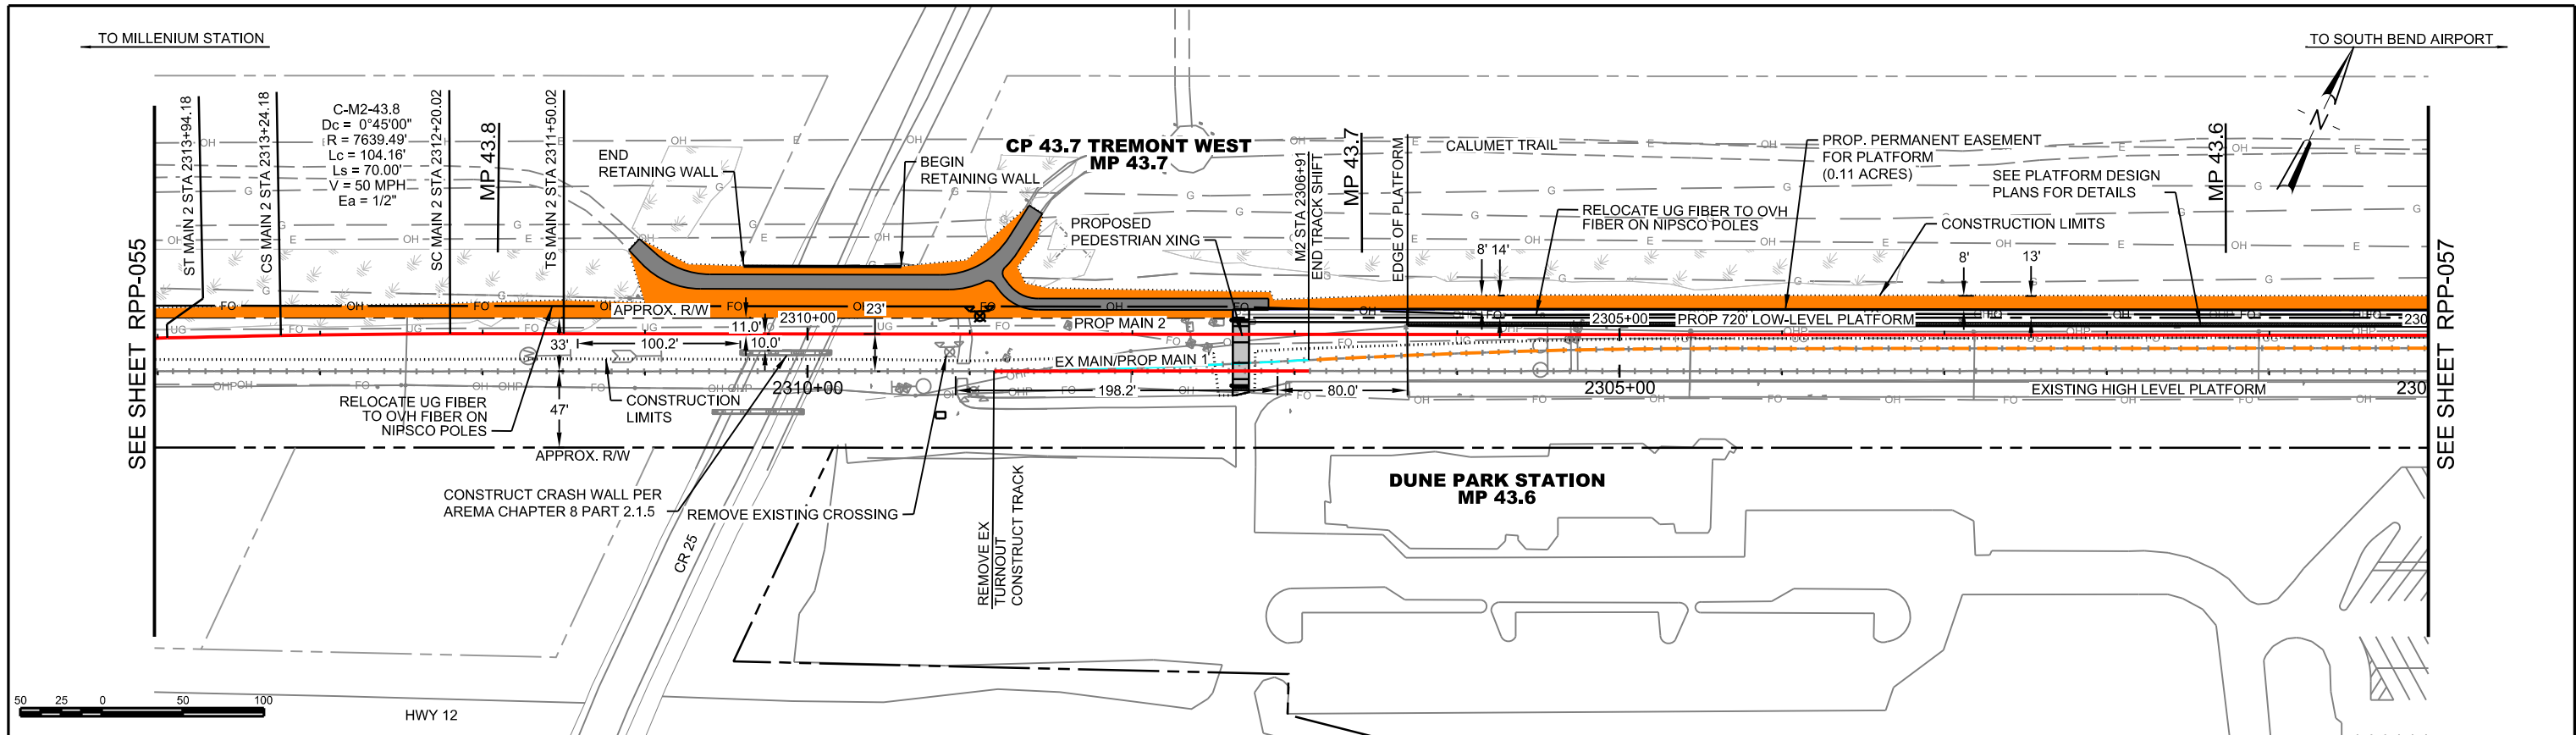 TO MILLENIUM STATION
TO SOUTH BEND AIRPORT
N
SEE SHEET RPP-055
ST MAIN 2 STA 2313+94.18
CS MAIN 2 STA 2313+24.18
C-M2-43.8
Dc = 0°45'00"
R = 7639.49'
Lc = 104.16'
Ls = 70.00'
V = 50 MPH
Ea = 1/2"
SC MAIN 2 STA 2312+20.02
MP 43.8
TS MAIN 2 STA 2311+50.02
END
RETAINING WALL
BEGIN
RETAINING WALL
CP 43.7 TREMONT WEST
MP 43.7
PROPOSED
PEDESTRIAN XING
M2 STA 2306+91
END TRACK SHIFT
MP 43.7
EDGE OF PLATFORM
CALUMET TRAIL
PROP. PERMANENT EASEMENT
FOR PLATFORM
(0.11 ACRES)
RELOCATE UG FIBER TO OVH
FIBER ON NIPSCO POLES
SEE PLATFORM DESIGN
PLANS FOR DETAILS
CONSTRUCTION LIMITS
MP 43.6
8' 14'
8'
13'
SEE SHEET RPP-057
APPROX. R/W
2310+00
23'
11.0'
10.0'
100.2'
33'
47'
PROP MAIN 2
EX MAIN/PROP MAIN 1
2310+00
198.2'
80.0'
2305+00
PROP 720' LOW-LEVEL PLATFORM
230
2305+00
EXISTING HIGH LEVEL PLATFORM
230
RELOCATE UG FIBER
TO OVH FIBER ON
NIPSCO POLES
CONSTRUCTION
LIMITS
APPROX. R/W
CONSTRUCT CRASH WALL PER
AREMA CHAPTER 8 PART 2.1.5
REMOVE EXISTING CROSSING
REMOVE EX
TURNOUT
CONSTRUCT TRACK
CR 25
DUNE PARK STATION
MP 43.6
50 25 0 50 100
HWY 12